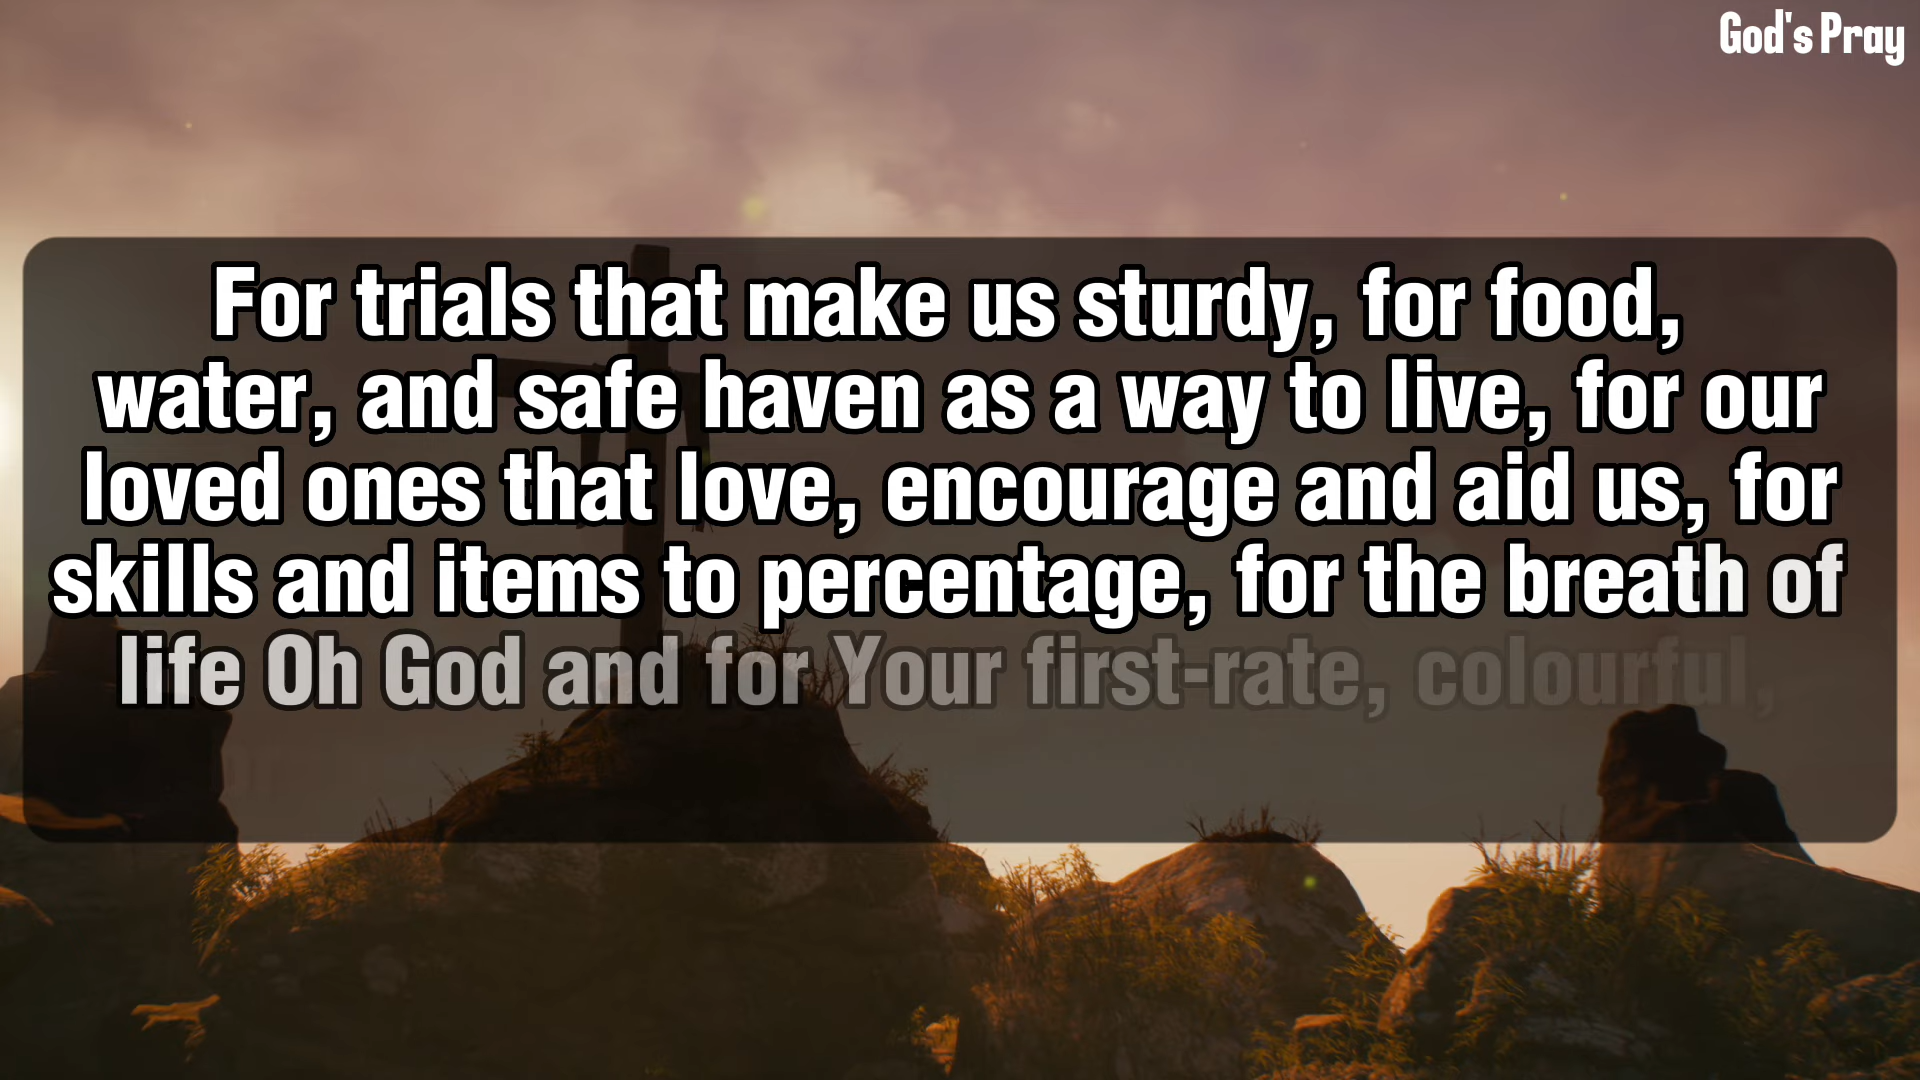 God's Pray
For trials that make us sturdy, for food,
water, and safe haven as a way to live, for our
loved ones that love, encourage and aid us, for
skills and items to percentage, for the breath of
life Oh God and for Your first-rate, colourful,